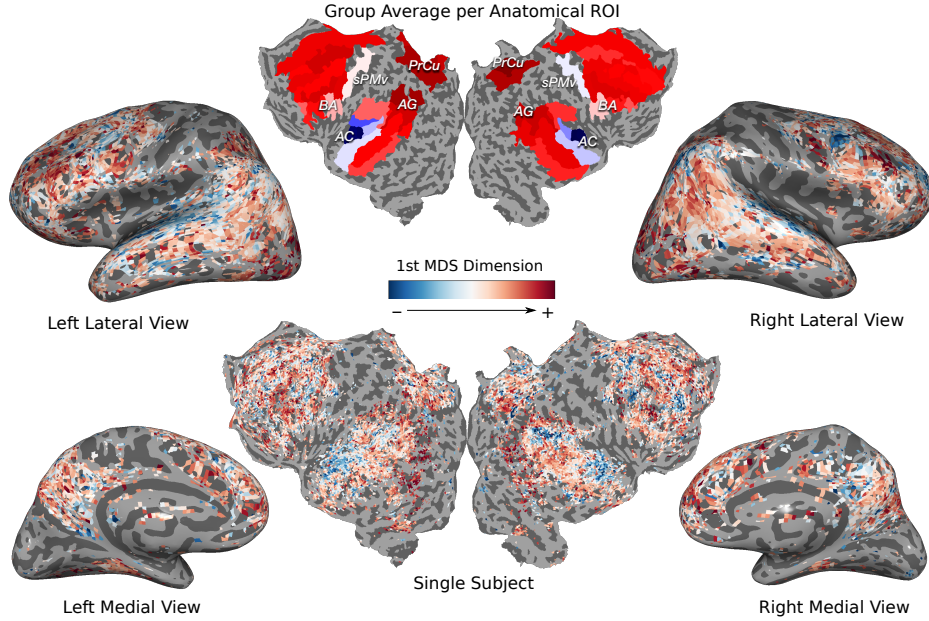 Group Average per Anatomical ROI
PrCu
sPMv
BA
AG
AC
PrCu
sPMv
AG
BA
AC
1st MDS Dimension
− +
Left Lateral View
Right Lateral View
Single Subject
Left Medial View
Right Medial View